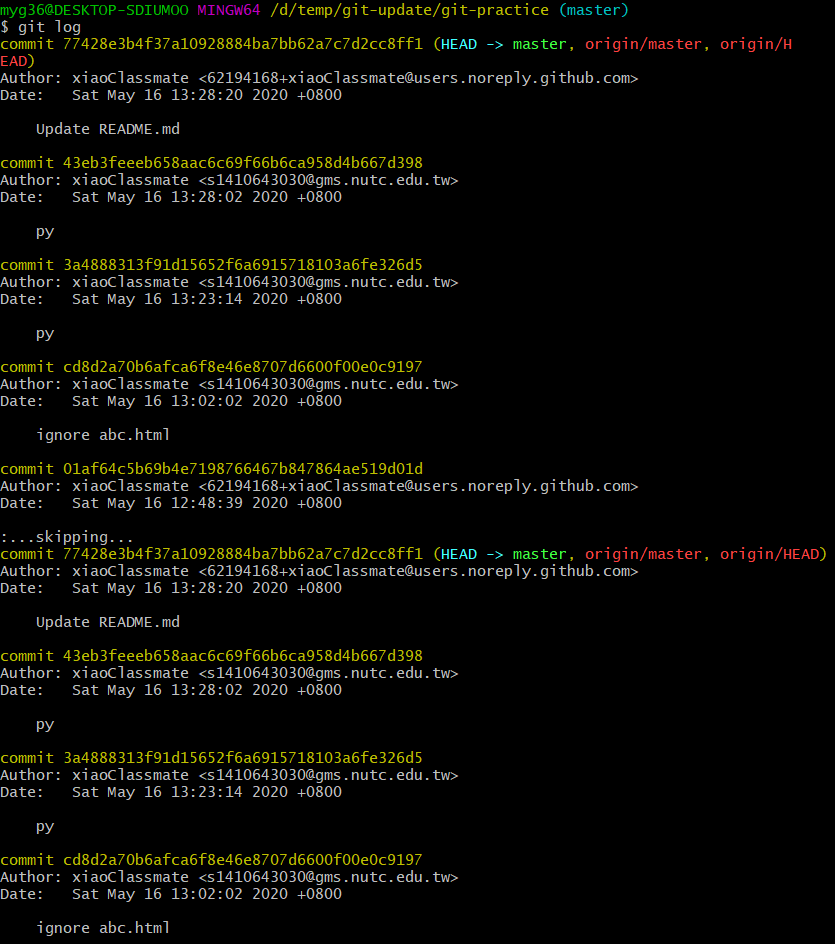 myg36@DESKTOP-SDIUMOO MINGW64 /d/temp/git-update/git-practice (master)
$ git log
commit 77428e3b4f37a10928884ba7bb62a7c7d2cc8ff1 (HEAD -> master, origin/master, origin/H
EAD)
Author: xiaoClassmate <62194168+xiaoClassmate@users.noreply.github.com>
Date:   Sat May 16 13:28:20 2020 +0800
    Update README.md
commit 43eb3feeeb658aac6c69f66b6ca958d4b667d398
Author: xiaoClassmate <s1410643030@gms.nutc.edu.tw>
Date:   Sat May 16 13:28:02 2020 +0800
    py
commit 3a4888313f91d15652f6a6915718103a6fe326d5
Author: xiaoClassmate <s1410643030@gms.nutc.edu.tw>
Date:   Sat May 16 13:23:14 2020 +0800
    py
commit cd8d2a70b6afca6f8e46e8707d6600f00e0c9197
Author: xiaoClassmate <s1410643030@gms.nutc.edu.tw>
Date:   Sat May 16 13:02:02 2020 +0800
    ignore abc.html
commit 01af64c5b69b4e7198766467b847864ae519d01d
Author: xiaoClassmate <62194168+xiaoClassmate@users.noreply.github.com>
Date:   Sat May 16 12:48:39 2020 +0800
:...skipping...
commit 77428e3b4f37a10928884ba7bb62a7c7d2cc8ff1 (HEAD -> master, origin/master, origin/HEAD)
Author: xiaoClassmate <62194168+xiaoClassmate@users.noreply.github.com>
Date:   Sat May 16 13:28:20 2020 +0800
    Update README.md
commit 43eb3feeeb658aac6c69f66b6ca958d4b667d398
Author: xiaoClassmate <s1410643030@gms.nutc.edu.tw>
Date:   Sat May 16 13:28:02 2020 +0800
    py
commit 3a4888313f91d15652f6a6915718103a6fe326d5
Author: xiaoClassmate <s1410643030@gms.nutc.edu.tw>
Date:   Sat May 16 13:23:14 2020 +0800
    py
commit cd8d2a70b6afca6f8e46e8707d6600f00e0c9197
Author: xiaoClassmate <s1410643030@gms.nutc.edu.tw>
Date:   Sat May 16 13:02:02 2020 +0800
    ignore abc.html